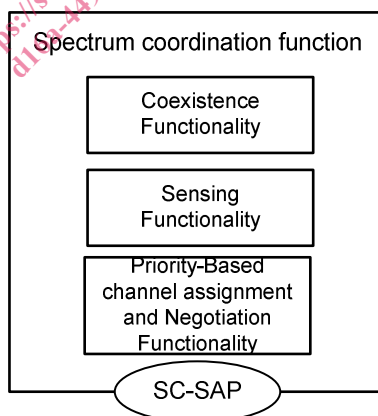 Spectrum coordination function
Coexistence
Functionality
Sensing
Functionality
Priority-Based
channel assignment
and Negotiation
Functionality
SC-SAP